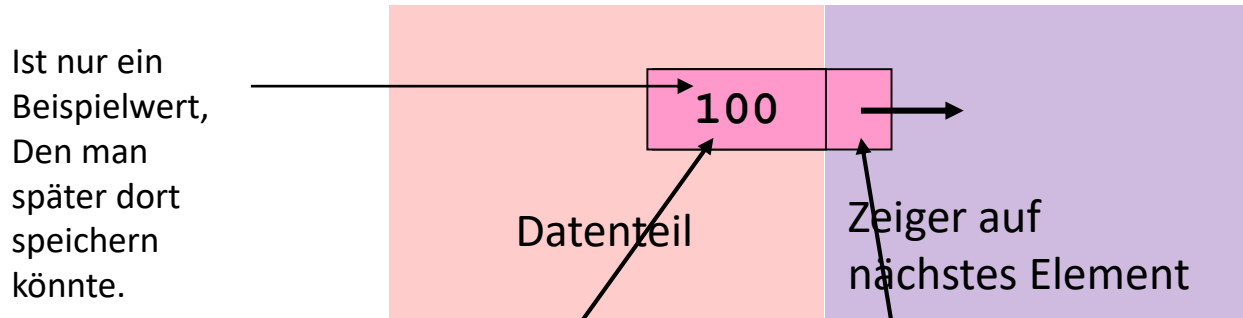 Ist nur ein
Beispielwert,
Den man
später dort
speichern
könnte.
100
Datenteil
Zeiger auf
nächstes Element